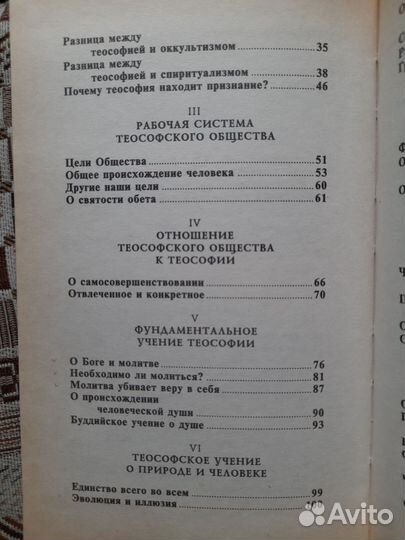 Разница между
теософией и оккультизмом 35
Разница между
теософией и спиритуализмом 38
Почему теософия находит признание? 46
III
РАБОЧАЯ СИСТЕМА
ТЕОСОФСКОГО ОБЩЕСТВА
Цели Общества 51
Общее происхождение человека 53
Другие наши цели 60
О святости обета 61
IV
ОТНОШЕНИЕ
ТЕОСОФСКОГО ОБЩЕСТВА
К ТЕОСОФИИ
О самосовершенствовании 66
Отвлеченное и конкретное 70
V
ФУНДАМЕНТАЛЬНОЕ
УЧЕНИЕ ТЕОСОФИИ
О Боге и молитве 76
Необходимо ли молиться? 81
Молитва убивает веру в себя 87
О происхождении
человеческой души 90
Буддийское учение о душе 93
VI
ТЕОСОФСКОЕ УЧЕНИЕ
О ПРИРОДЕ И ЧЕЛОВЕКЕ
Единство всего во всем 99
Эволюция и иллюзия
Avito